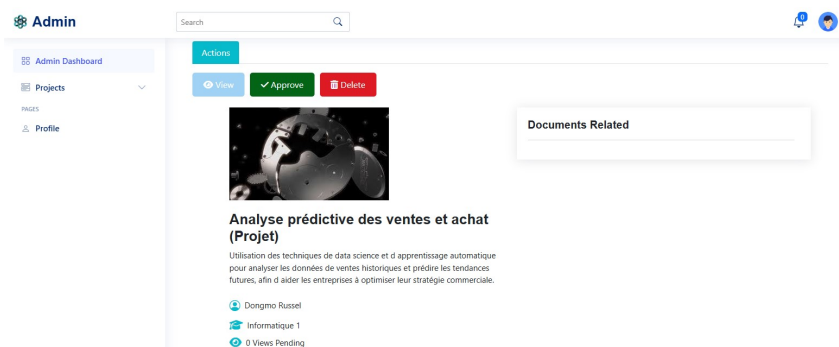 Admin
Search
0
Actions
Admin Dashboard
Projects
PAGES
Profile
View
Approve
Delete
Analyse prédictive des ventes et achat
(Projet)
Utilisation des techniques de data science et d apprentissage automatique
pour analyser les données de ventes historiques et prédire les tendances
futures, afin d aider les entreprises à optimiser leur stratégie commerciale.
Dongmo Russel
Informatique 1
0 Views Pending
Documents Related